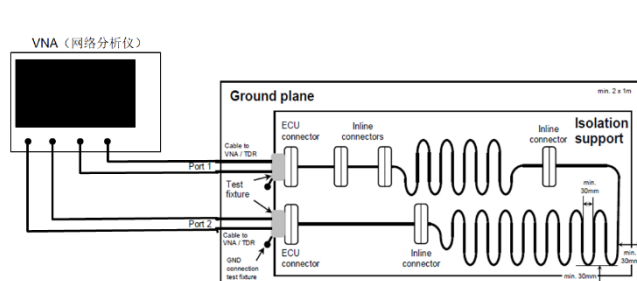 VNA（网络分析仪）
Ground plane
min. 2 x 1m
ECU
connector
Inline
connectors
Inline
connector
Isolation
support
Cable to
VNA / TDR
Port 1
Test
fixture
min.
30mm
Port 2
Cable to
VNA / TDR
GND
connection
test fixture
ECU
connector
Inline
connector
min.
30mm
min. 30mm